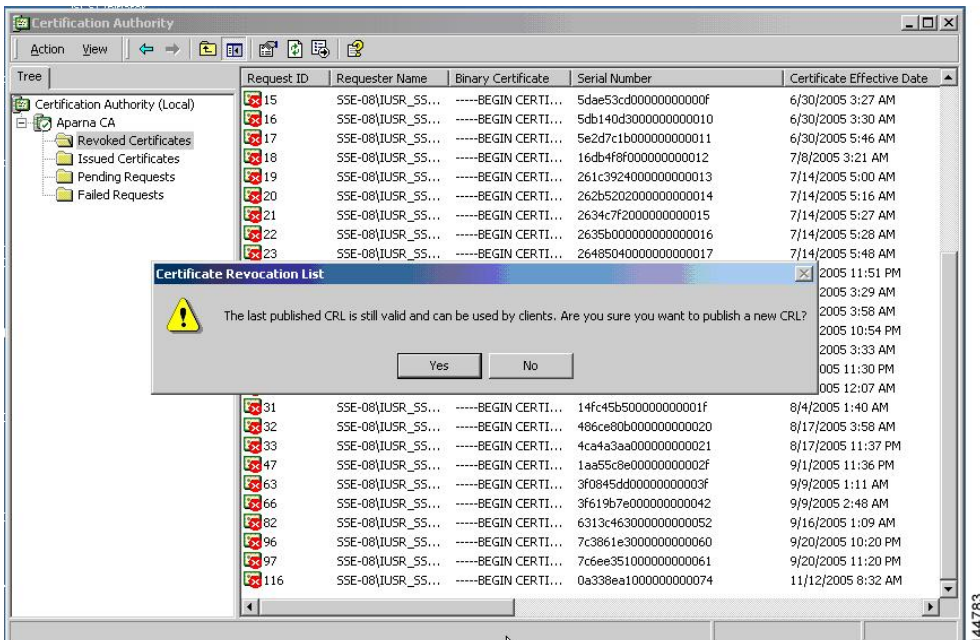 Certification Authority
Action View
Tree
Request ID Requester Name Binary Certificate Serial Number Certificate Effective Date
Certification Authority (Local)
Aparna CA
Revoked Certificates
Issued Certificates
Pending Requests
Failed Requests
15 SSE-08\IUSR_SS... -----BEGIN CERTI... 5dae53cd00000000000f 6/30/2005 3:27 AM
16 SSE-08\IUSR_SS... -----BEGIN CERTI... 5db140d3000000000010 6/30/2005 3:30 AM
17 SSE-08\IUSR_SS... -----BEGIN CERTI... 5e2d7c1b000000000011 6/30/2005 5:46 AM
18 SSE-08\IUSR_SS... -----BEGIN CERTI... 16db4f8f000000000012 7/8/2005 3:21 AM
19 SSE-08\IUSR_SS... -----BEGIN CERTI... 261c3924000000000013 7/14/2005 5:00 AM
20 SSE-08\IUSR_SS... -----BEGIN CERTI... 262b5202000000000014 7/14/2005 5:16 AM
21 SSE-08\IUSR_SS... -----BEGIN CERTI... 2634c7f2000000000015 7/14/2005 5:27 AM
22 SSE-08\IUSR_SS... -----BEGIN CERTI... 2635b000000000000016 7/14/2005 5:28 AM
23 SSE-08\IUSR_SS... -----BEGIN CERTI... 26485040000000000017 7/14/2005 5:48 AM
2005 11:51 PM
2005 3:29 AM
2005 3:58 AM
2005 10:54 PM
2005 3:33 AM
005 11:30 PM
005 12:07 AM
Certificate Revocation List
The last published CRL is still valid and can be used by clients. Are you sure you want to publish a new CRL?
Yes No
31 SSE-08\IUSR_SS... -----BEGIN CERTI... 14fc45b500000000001f 8/4/2005 1:40 AM
32 SSE-08\IUSR_SS... -----BEGIN CERTI... 486ce80b000000000020 8/17/2005 3:58 AM
33 SSE-08\IUSR_SS... -----BEGIN CERTI... 4ca4a3aa000000000021 8/17/2005 11:37 PM
47 SSE-08\IUSR_SS... -----BEGIN CERTI... 1aa55c8e00000000002f 9/1/2005 11:36 PM
63 SSE-08\IUSR_SS... -----BEGIN CERTI... 3f0845dd00000000003f 9/9/2005 1:11 AM
66 SSE-08\IUSR_SS... -----BEGIN CERTI... 3f619b7e000000000042 9/9/2005 2:48 AM
82 SSE-08\IUSR_SS... -----BEGIN CERTI... 6313c463000000000052 9/16/2005 1:09 AM
96 SSE-08\IUSR_SS... -----BEGIN CERTI... 7c3861e3000000000060 9/20/2005 10:20 PM
97 SSE-08\IUSR_SS... -----BEGIN CERTI... 7c6ee351000000000061 9/20/2005 11:20 PM
116 SSE-08\IUSR_SS... -----BEGIN CERTI... 0a338ea1000000000074 11/12/2005 8:32 AM
44783